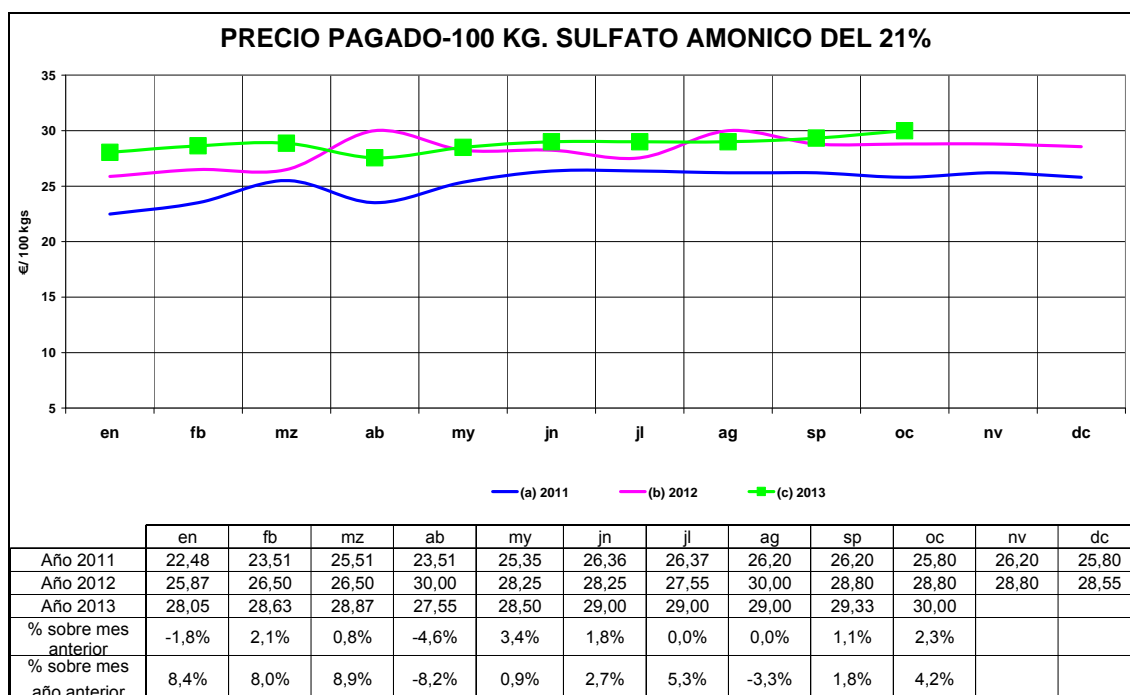 PRECIO PAGADO-100 KG. SULFATO AMONICO DEL 21%
35
30
25
20
15
10
5
€/ 100 kgs
en fb mz ab my jn jl ag sp oc nv dc
(a) 2011 (b) 2012 (c) 2013
en fb mz ab my jn jl ag sp oc nv dc
Año 2011 22,48 23,51 25,51 23,51 25,35 26,36 26,37 26,20 26,20 25,80 26,20 25,80
Año 2012 25,87 26,50 26,50 30,00 28,25 28,25 27,55 30,00 28,80 28,80 28,80 28,55
Año 2013 28,05 28,63 28,87 27,55 28,50 29,00 29,00 29,00 29,33 30,00
% sobre mes
anterior -1,8% 2,1% 0,8% -4,6% 3,4% 1,8% 0,0% 0,0% 1,1% 2,3%
% sobre mes
año anterior 8,4% 8,0% 8,9% -8,2% 0,9% 2,7% 5,3% -3,3% 1,8% 4,2%